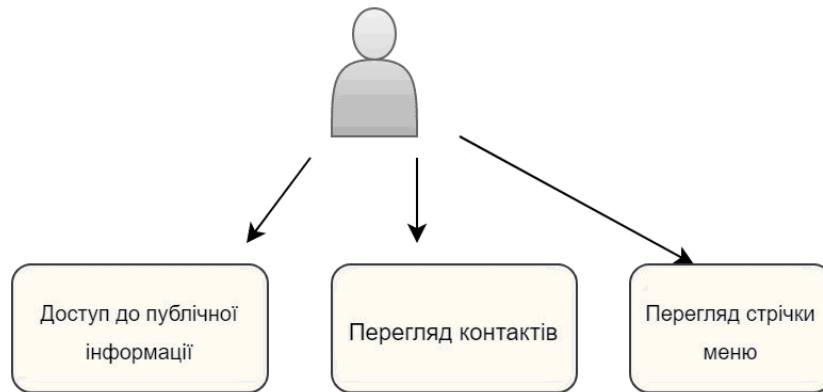 Доступ до публічної
інформації
Перегляд контактів
Перегляд стрічки
меню